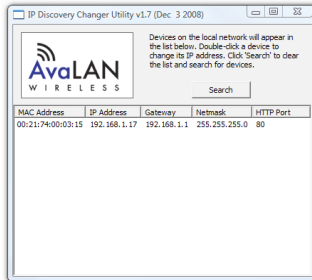 IP Discovery Changer Utility v1.7 (Dec 3 2008)
AvaLAN
WIRELESS
Devices on the local network will appear in
the list below. Double-click a device to
change its IP address. Click 'Search' to clear
the list and search for devices.
Search
MAC Address IP Address Gateway Netmask HTTP Port
00:21:74:00:03:15 192.168.1.17 192.168.1.1 255.255.255.0 80